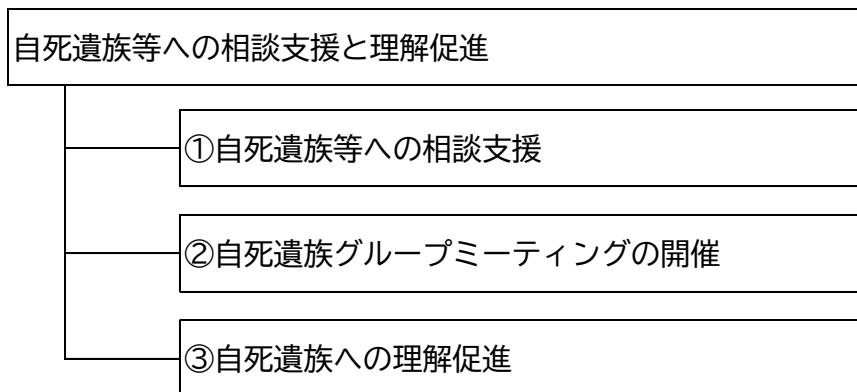 自死遺族等への相談支援と理解促進
①自死遺族等への相談支援
②自死遺族グループミーティングの開催
③自死遺族への理解促進